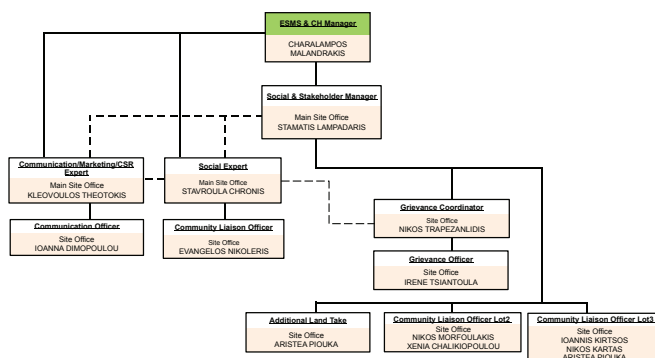 ESMS & CH Manager
CHARALAMPOS
MALANDRAKIS
Social & Stakeholder Manager
Main Site Office
STAMATIS LAMPADARIS
Communication/Marketing/CSR
Expert
Main Site Office
KLEOVOULOS THEOTOKIS
Social Expert
Main Site Office
STAVROULA CHRONIS
Communication Officer
Site Office
IOANNA DIMOPOULOU
Community Liaison Officer
Site Office
EVANGELOS NIKOLERIS
Grievance Coordinator
Site Office
NIKOS TRAPEZANLIDIS
Grievance Officer
Site Office
IRENE TSIANTOULA
Additional Land Take
Site Office
ARISTEA PIOUKA
Community Liaison Officer Lot2
Site Office
NIKOS MORFOULAKIS
XENIA CHALIKIOPOULOU
Community Liaison Officer Lot3
Site Office
IOANNIS KIRTSOS
NIKOS KARTAS
ARISTEA PIOUKA